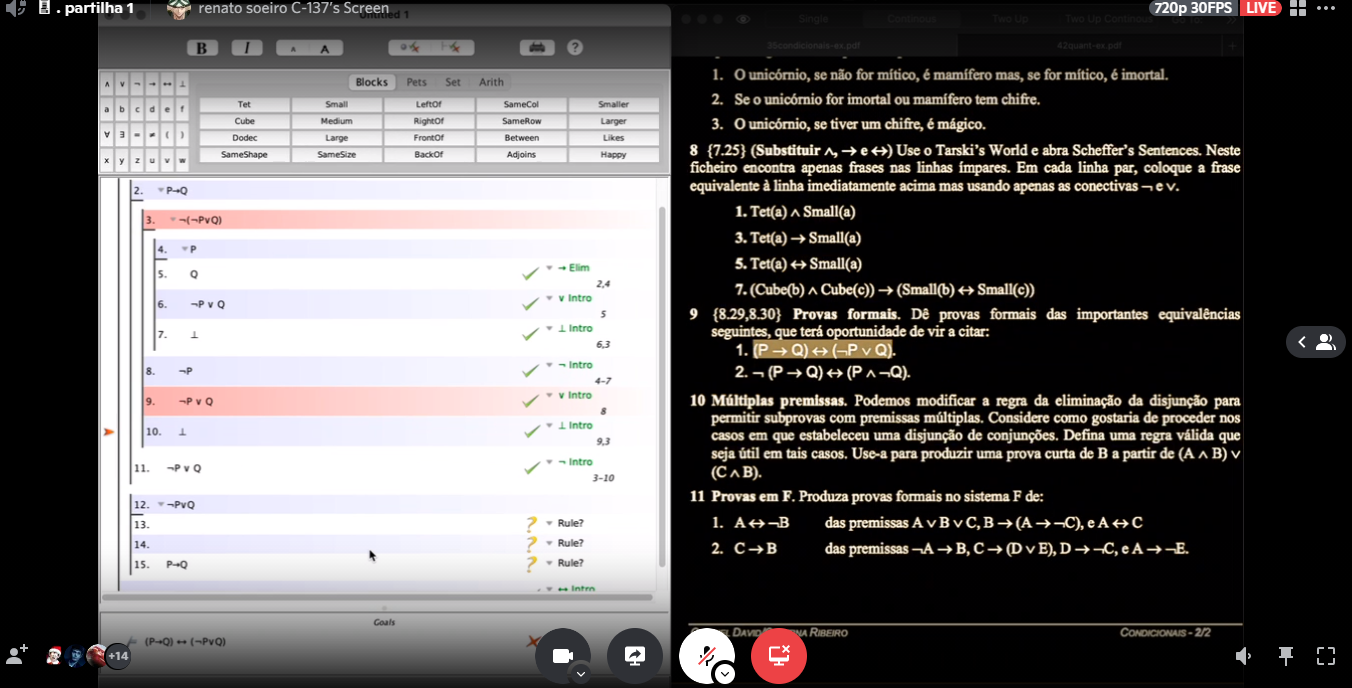 . partilha 1
renato soeiro C-137's Screen
720p 30FPS LIVE
Untitled 1
Single Continuous Two Up Two Up Continous
B I A A ?
36condicionais-ex.pdf 42quant-ex.pdf
∧ ∨ ¬ → ↔ ⊥
a b c d e f
∀ ∃ = ≠ ( )
x y z u v w
Blocks Pets Set Arith
Tet Small LeftOf SameCol Smaller
Cube Medium RightOf SameRow Larger
Dodec Large FrontOf Between Likes
SameShape SameSize BackOf Adjoins Happy
2. P→Q
3. ¬(¬P∨Q)
4. P
5. Q → Elim
2,4
6. ¬P ∨ Q ∨ Intro
5
7. ⊥ ⊥ Intro
6,3
8. ¬P ¬ Intro
4-7
9. ¬P ∨ Q ∨ Intro
8
10. ⊥ ⊥ Intro
9,3
11. ¬P ∨ Q ¬ Intro
3-10
12. ¬P∨Q
13. Rule?
14. Rule?
15. P→Q Rule?
↔ Intro
Goals
(P→Q) ↔ (¬P∨Q)
+14
1. O unicórnio, se não for mítico, é mamífero mas, se for mítico, é imortal.
2. Se o unicórnio for imortal ou mamífero tem chifre.
3. O unicórnio, se tiver um chifre, é mágico.
8 {7.25} (Substituir ∧, → e ↔) Use o Tarski's World e abra Scheffer's Sentences. Neste
ficheiro encontra apenas frases nas linhas ímpares. Em cada linha par, coloque a frase
equivalente à linha imediatamente acima mas usando apenas as conectivas ¬ e ∨.
1. Tet(a) ∧ Small(a)
3. Tet(a) → Small(a)
5. Tet(a) ↔ Small(a)
7. (Cube(b) ∧ Cube(c)) → (Small(b) ↔ Small(c))
9 {8.29,8.30} Provas formais. Dê provas formais das importantes equivalências
seguintes, que terá oportunidade de vir a citar:
1. (P → Q) ↔ (¬P ∨ Q).
2. ¬ (P → Q) ↔ (P ∧ ¬Q).
10 Múltiplas premissas. Podemos modificar a regra da eliminação da disjunção para
permitir subprovas com premissas múltiplas. Considere como gostaria de proceder nos
casos em que estabeleceu uma disjunção de conjunções. Defina uma regra válida que
seja útil em tais casos. Use-a para produzir uma prova curta de B a partir de (A ∧ B) ∨
(C ∧ B).
11 Provas em F. Produza provas formais no sistema F de:
1. A ↔ ¬B das premissas A ∨ B ∨ C, B → (A → ¬C), e A ↔ C
2. C → B das premissas ¬A → B, C → (D ∨ E), D → ¬C, e A → ¬E.
DAVID RIBEIRO CONDICIONAIS - 2/2